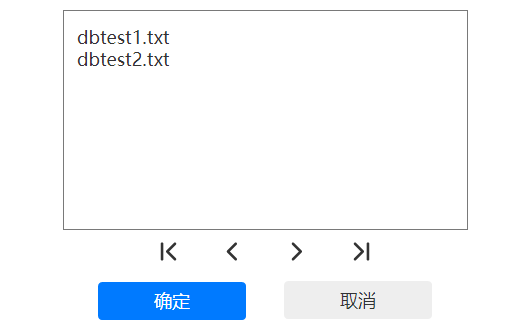 dbtest1.txt
dbtest2.txt
确定 取消